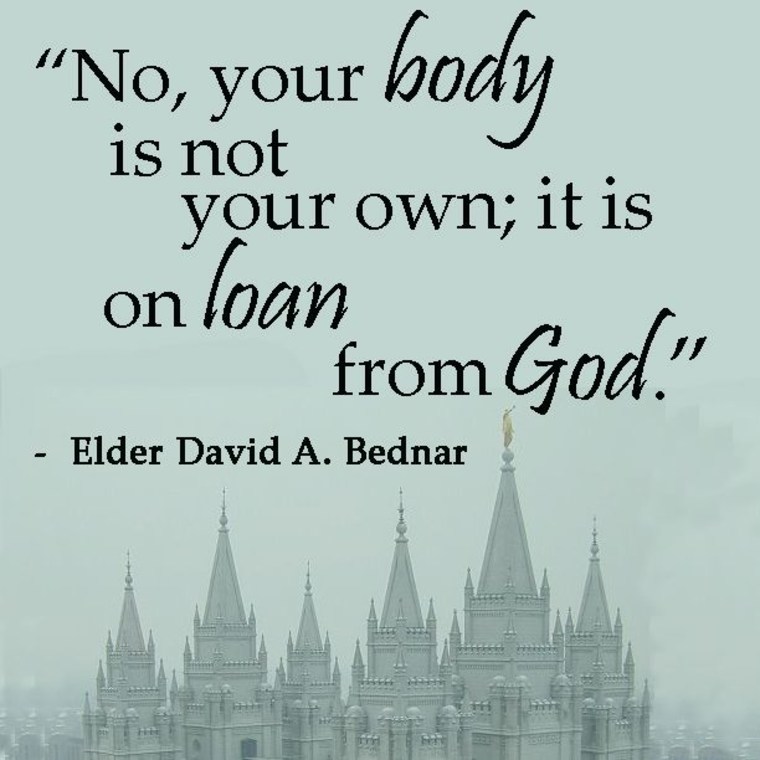 “No, your body
is not
your own; it is
on loan
from God.”
- Elder David A. Bednar